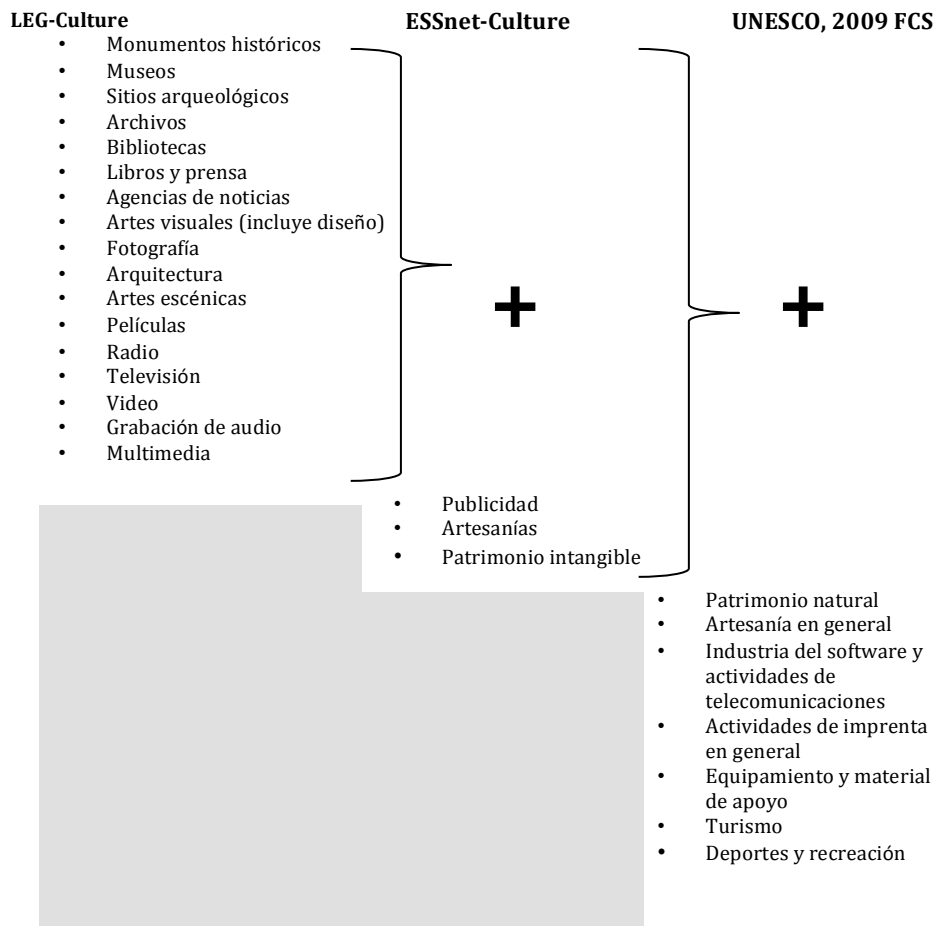 LEG-Culture
• Monumentos históricos
• Museos
• Sitios arqueológicos
• Archivos
• Bibliotecas
• Libros y prensa
• Agencias de noticias
• Artes visuales (incluye diseño)
• Fotografía
• Arquitectura
• Artes escénicas
• Películas
• Radio
• Televisión
• Video
• Grabación de audio
• Multimedia
ESSnet-Culture
+
• Publicidad
• Artesanías
• Patrimonio intangible
UNESCO, 2009 FCS
+
• Patrimonio natural
• Artesanía en general
• Industria del software y
actividades de
telecomunicaciones
• Actividades de imprenta
en general
• Equipamiento y material
de apoyo
• Turismo
• Deportes y recreación